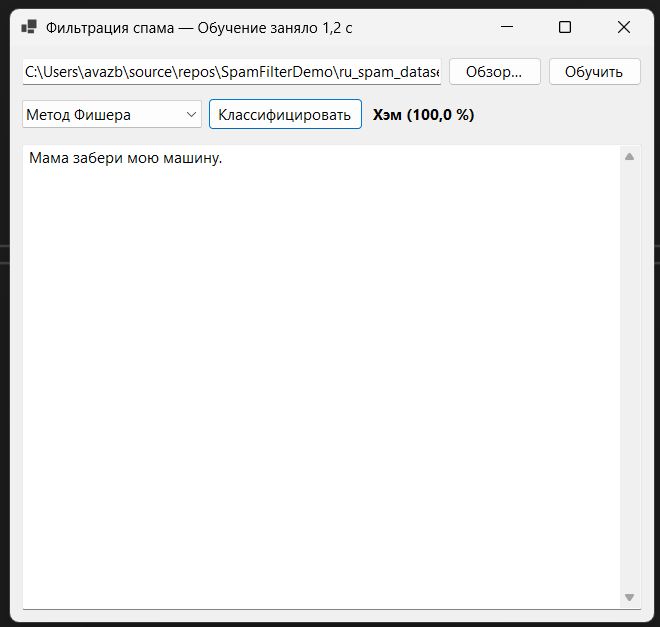 Фильтрация спама — Обучение заняло 1,2 с
C:\Users\avazb\source\repos\SpamFilterDemo\ru_spam_datase Обзор... Обучить
Метод Фишера Классифицировать Хэм (100,0 %)
Мама забери мою машину.